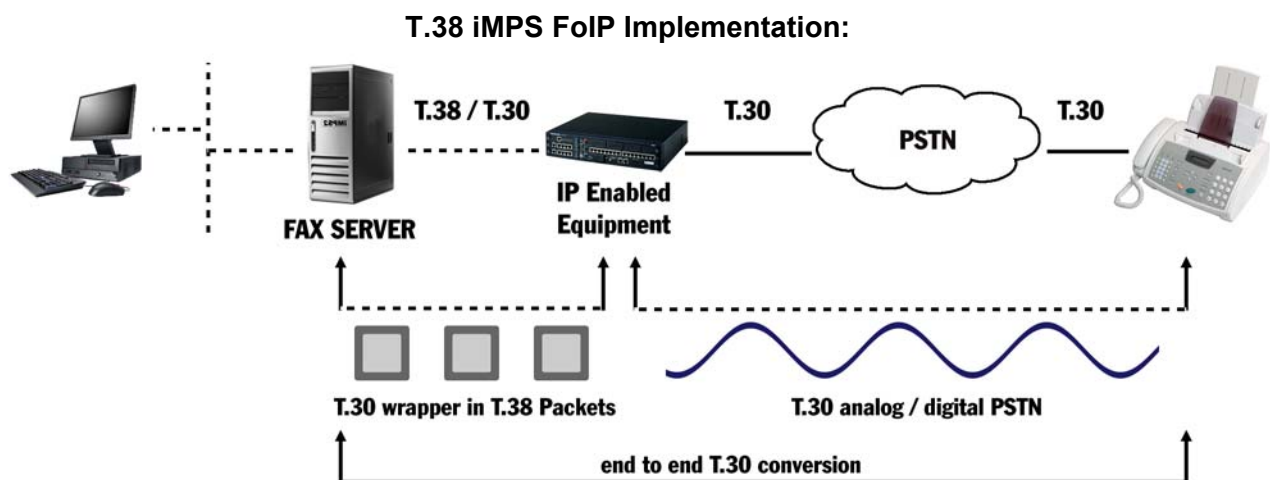 T.38 iMPS FoIP Implementation:
T.38 / T.30
T.30
T.30
PSTN
IP Enabled
Equipment
FAX SERVER
T.30 wrapper in T.38 Packets
T.30 analog / digital PSTN
end to end T.30 conversion